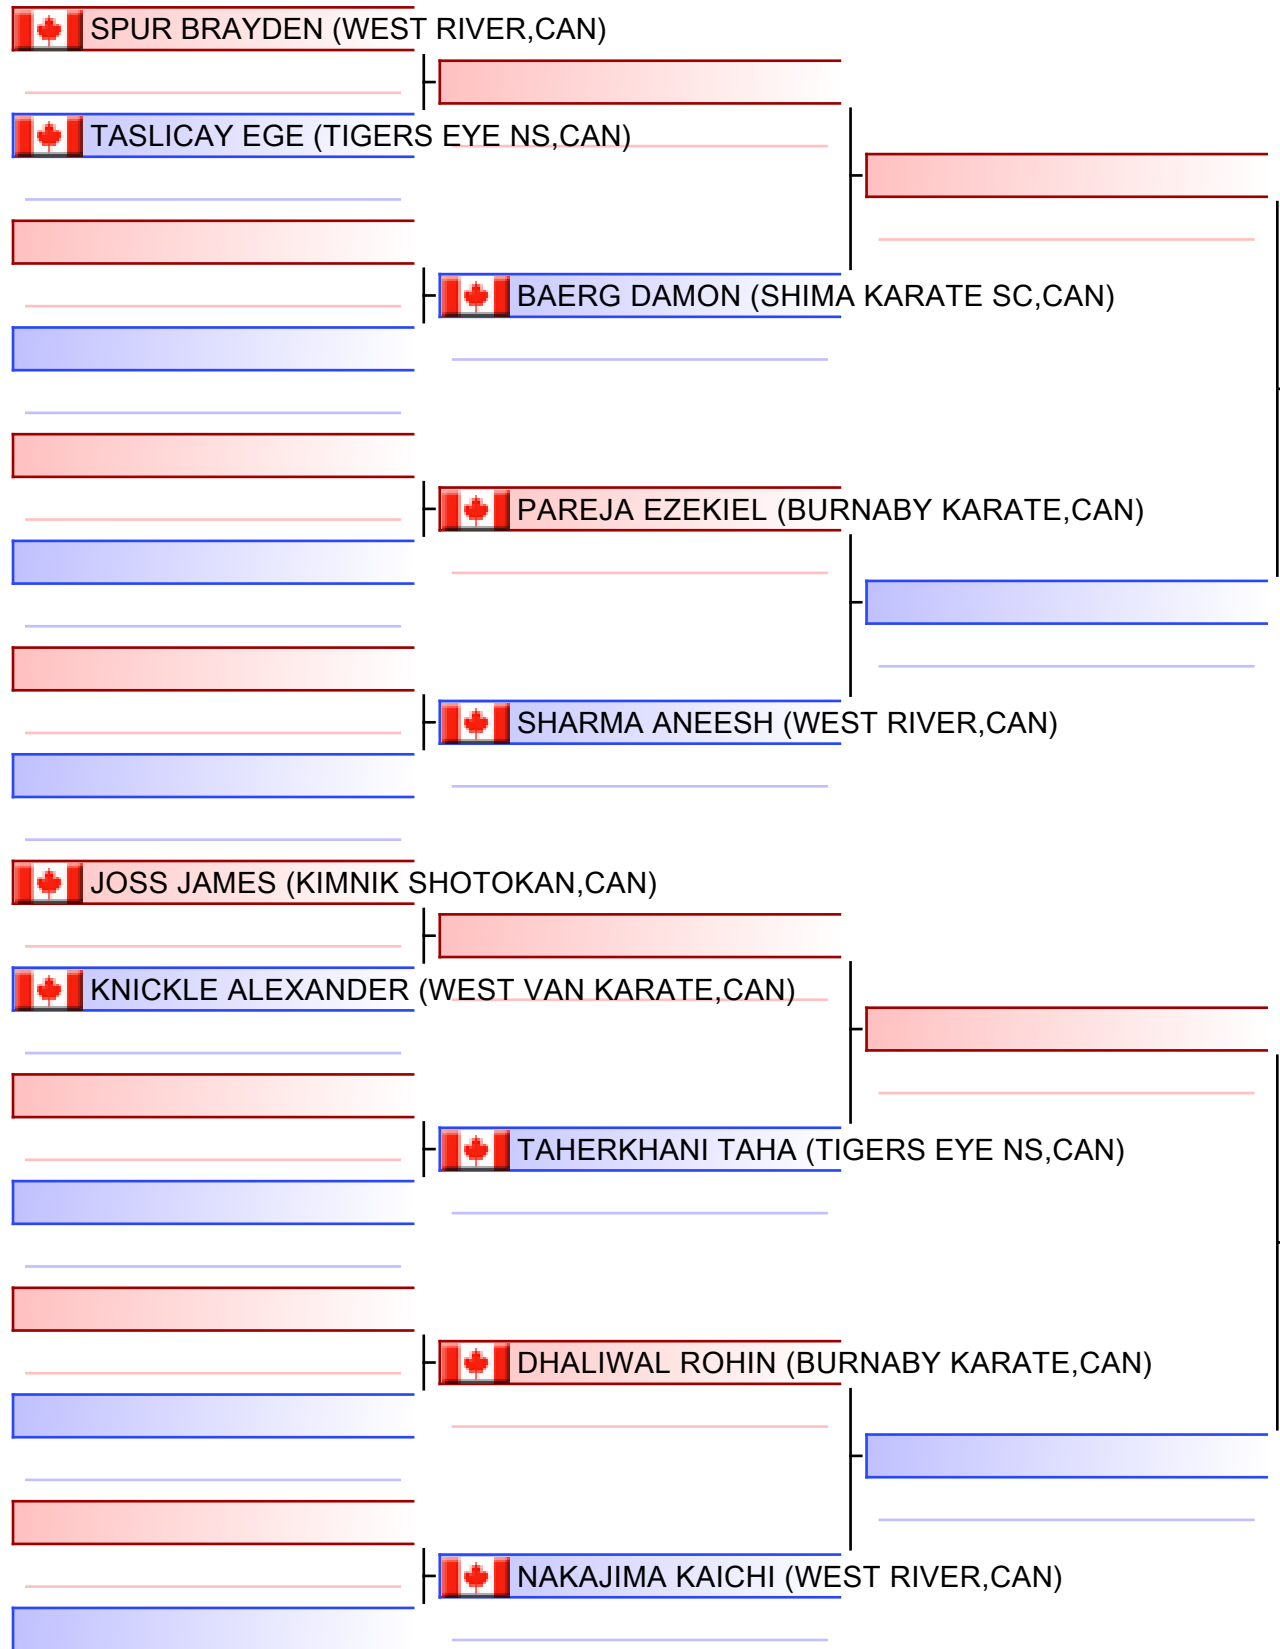 SPUR BRAYDEN (WEST RIVER,CAN)
TASLICAY EGE (TIGERS EYE NS,CAN)
BAERG DAMON (SHIMA KARATE SC,CAN)
PAREJA EZEKIEL (BURNABY KARATE,CAN)
SHARMA ANEESH (WEST RIVER,CAN)
JOSS JAMES (KIMNIK SHOTOKAN,CAN)
KNICKLE ALEXANDER (WEST VAN KARATE,CAN)
TAHERKHANI TAHA (TIGERS EYE NS,CAN)
DHALIWAL ROHIN (BURNABY KARATE,CAN)
NAKAJIMA KAICHI (WEST RIVER,CAN)